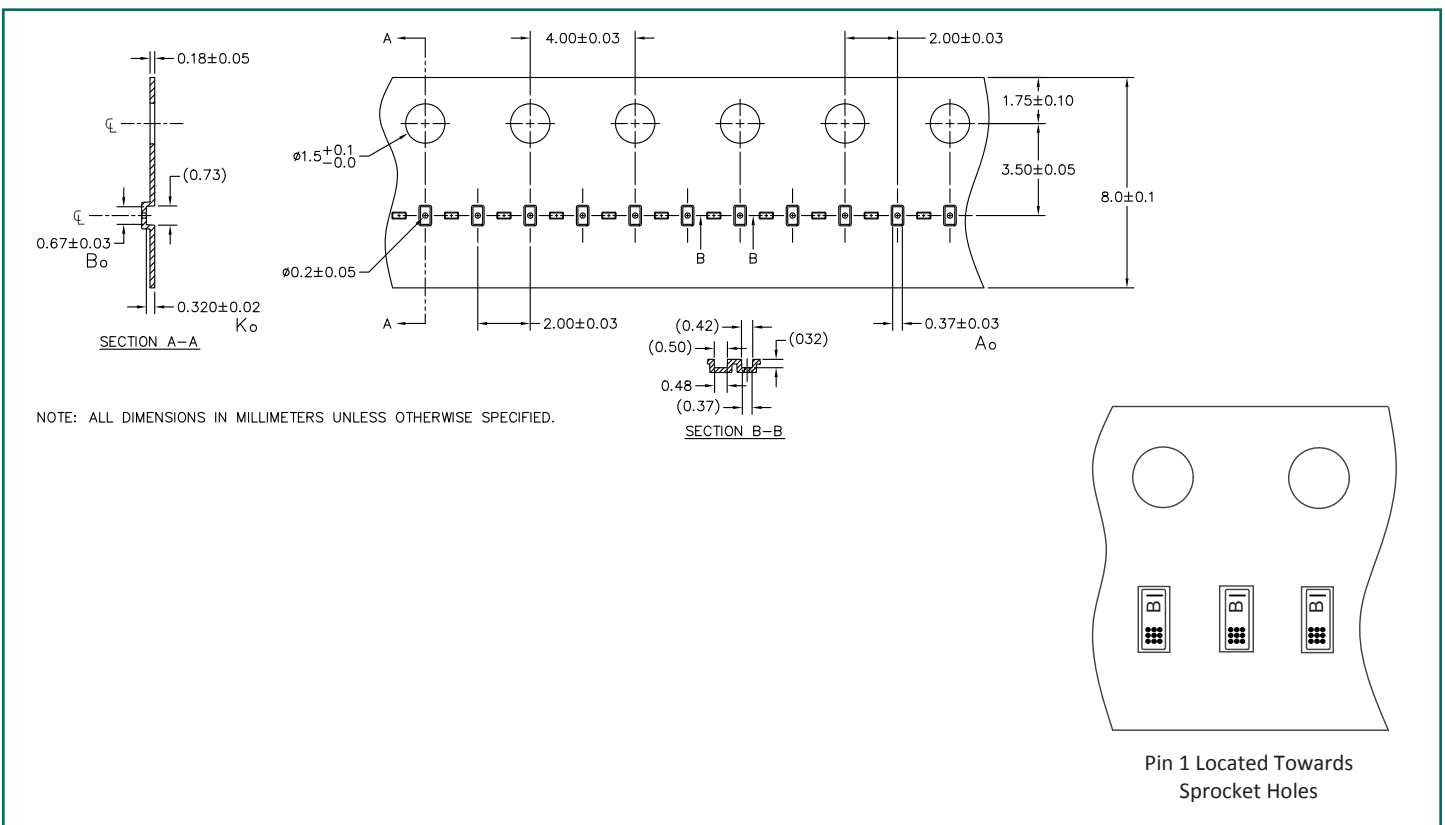 A
4.00±0.03
2.00±0.03
0.18±0.05
1.75±0.10
℄
ø1.5+0.1
-0.0
3.50±0.05
(0.73)
8.0±0.1
℄
0.67±0.03
Bo
ø0.2±0.05
B B
0.320±0.02
Ko
A
2.00±0.03
(0.42)
0.37±0.03
Ao
(032)
(0.50)
SECTION A-A
0.48
(0.37)
NOTE: ALL DIMENSIONS IN MILLIMETERS UNLESS OTHERWISE SPECIFIED.
SECTION B-B
B B B
Pin 1 Located Towards
Sprocket Holes